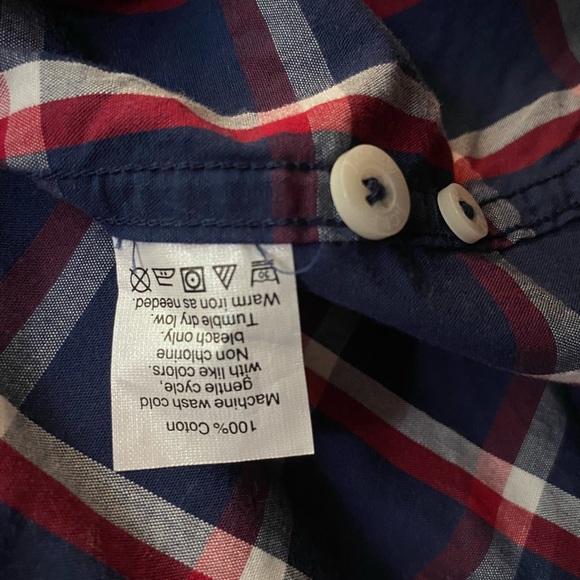 100% Coton
Machine wash cold
gentle cycle,
with like colors.
Non chlorine
bleach only.
Tumble dry low.
Warm iron as needed.
30